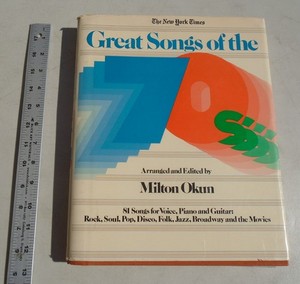 The New York Times
Great Songs of the
70s
Arranged and Edited by
Milton Okun
81 Songs for Voice, Piano and Guitar:
Rock, Soul, Pop, Disco, Folk, Jazz, Broadway and the Movies